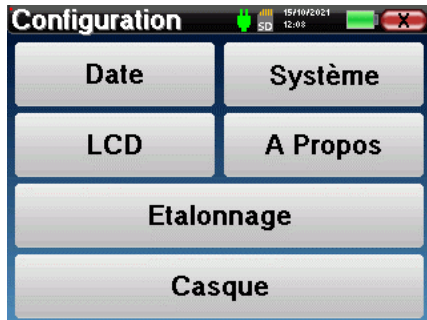 Configuration
SD
15/10/2021
12:08
X
Date
Système
LCD
A Propos
Etalonnage
Casque